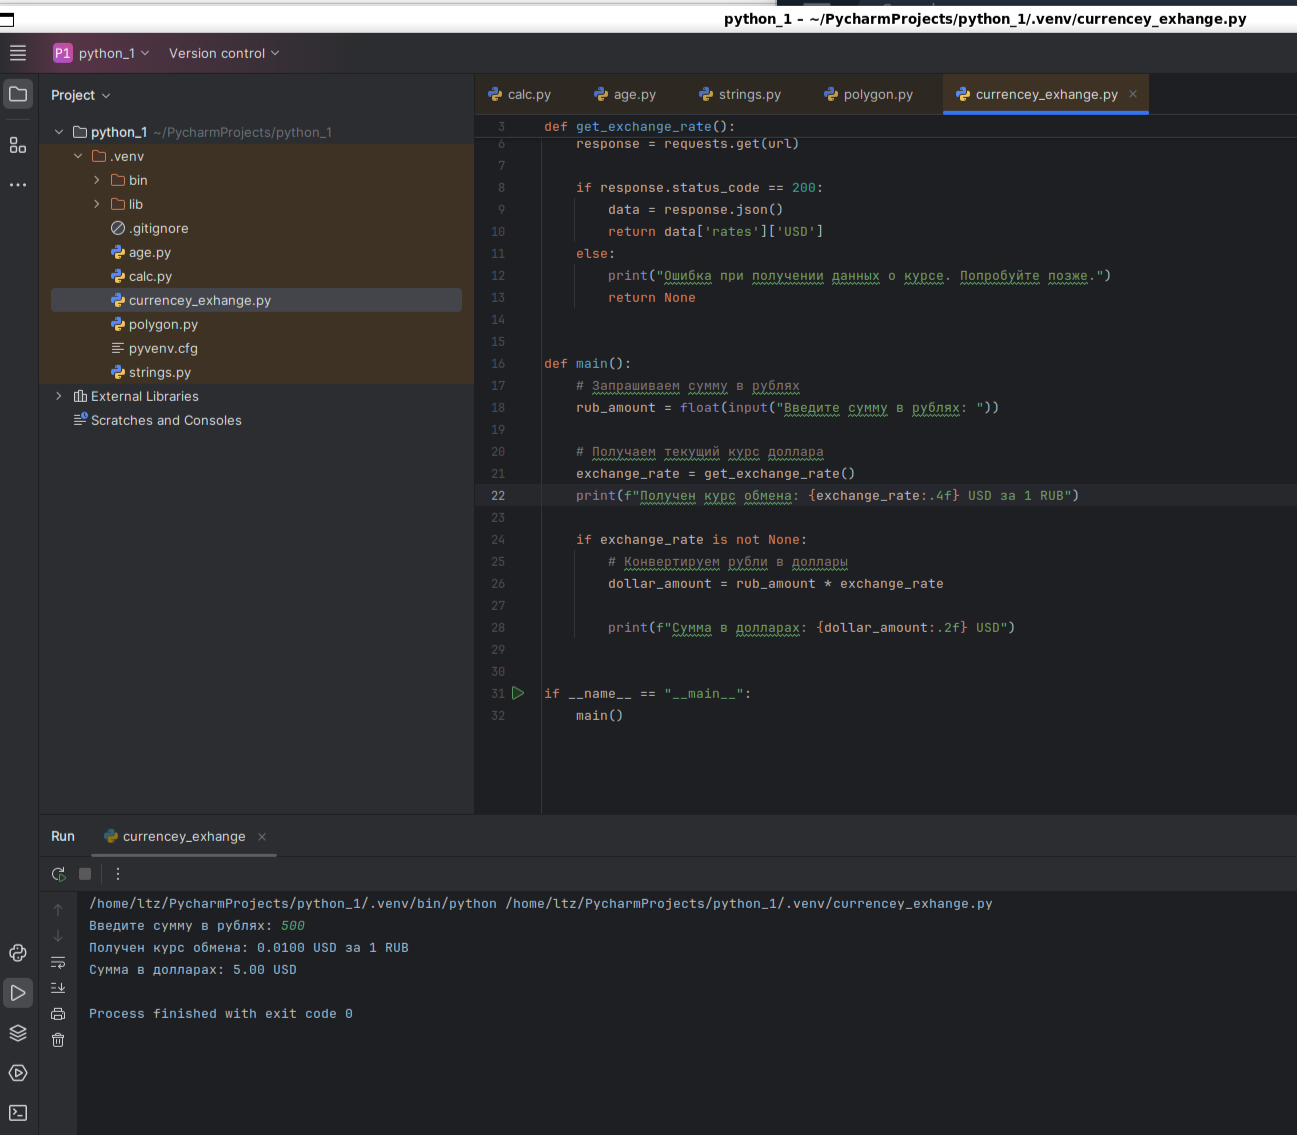 python_1 – ~/PycharmProjects/python_1/.venv/currencey_exhange.py
P1 python_1 Version control
Project
python_1 ~/PycharmProjects/python_1
.venv
bin
lib
.gitignore
age.py
calc.py
currencey_exhange.py
polygon.py
pyvenv.cfg
strings.py
External Libraries
Scratches and Consoles
calc.py age.py strings.py polygon.py currencey_exhange.py
3 def get_exchange_rate():
6 response = requests.get(url)
7
8 if response.status_code == 200:
9 data = response.json()
10 return data['rates']['USD']
11 else:
12 print("Ошибка при получении данных о курсе. Попробуйте позже.")
13 return None
14
15
16 def main():
17 # Запрашиваем сумму в рублях
18 rub_amount = float(input("Введите сумму в рублях: "))
19
20 # Получаем текущий курс доллара
21 exchange_rate = get_exchange_rate()
22 print(f"Получен курс обмена: {exchange_rate:.4f} USD за 1 RUB")
23
24 if exchange_rate is not None:
25 # Конвертируем рубли в доллары
26 dollar_amount = rub_amount * exchange_rate
27
28 print(f"Сумма в долларах: {dollar_amount:.2f} USD")
29
30
31 if __name__ == "__main__":
32 main()
Run currencey_exhange
/home/ltz/PycharmProjects/python_1/.venv/bin/python /home/ltz/PycharmProjects/python_1/.venv/currencey_exhange.py
Введите сумму в рублях: 500
Получен курс обмена: 0.0100 USD за 1 RUB
Сумма в долларах: 5.00 USD
Process finished with exit code 0